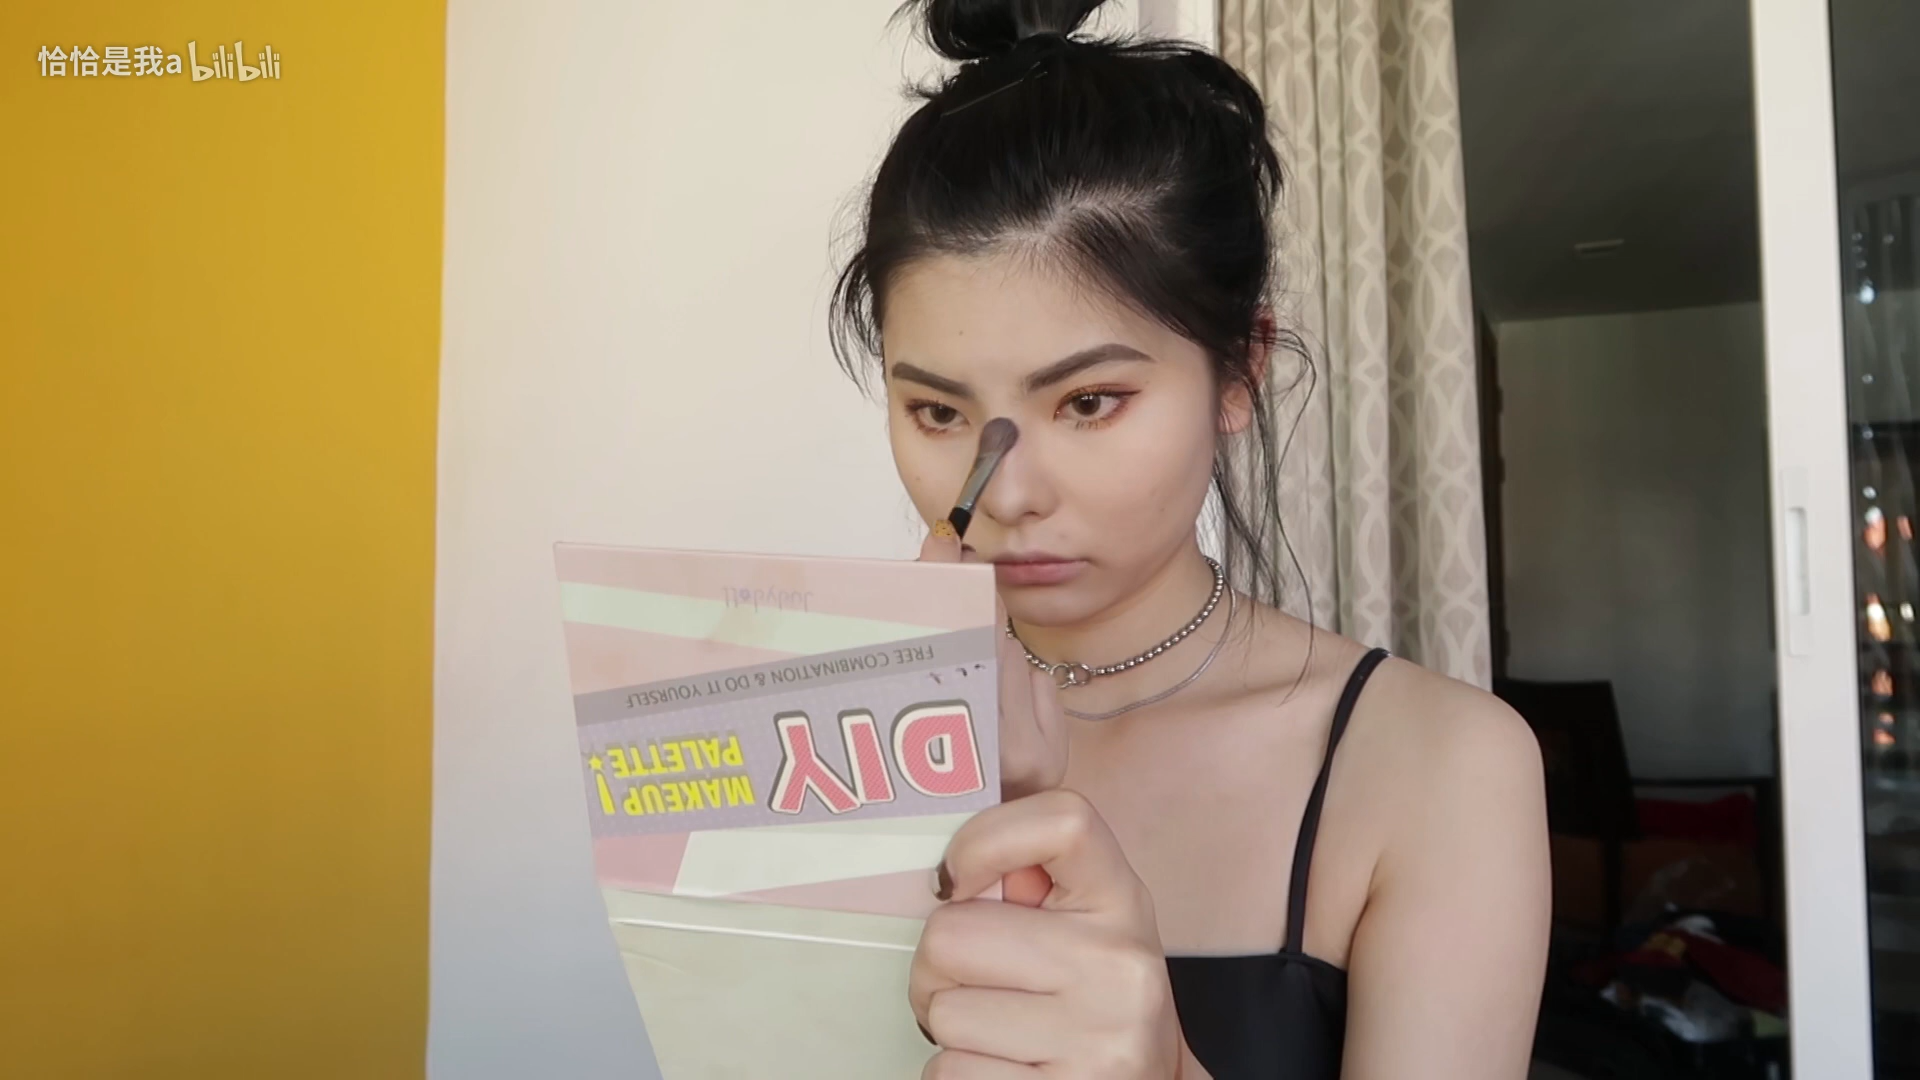 恰恰是我a bilibili
judydoll
FREE COMBINATION & DO IT YOURSELF
DIY
MAKEUP
PALETTE!